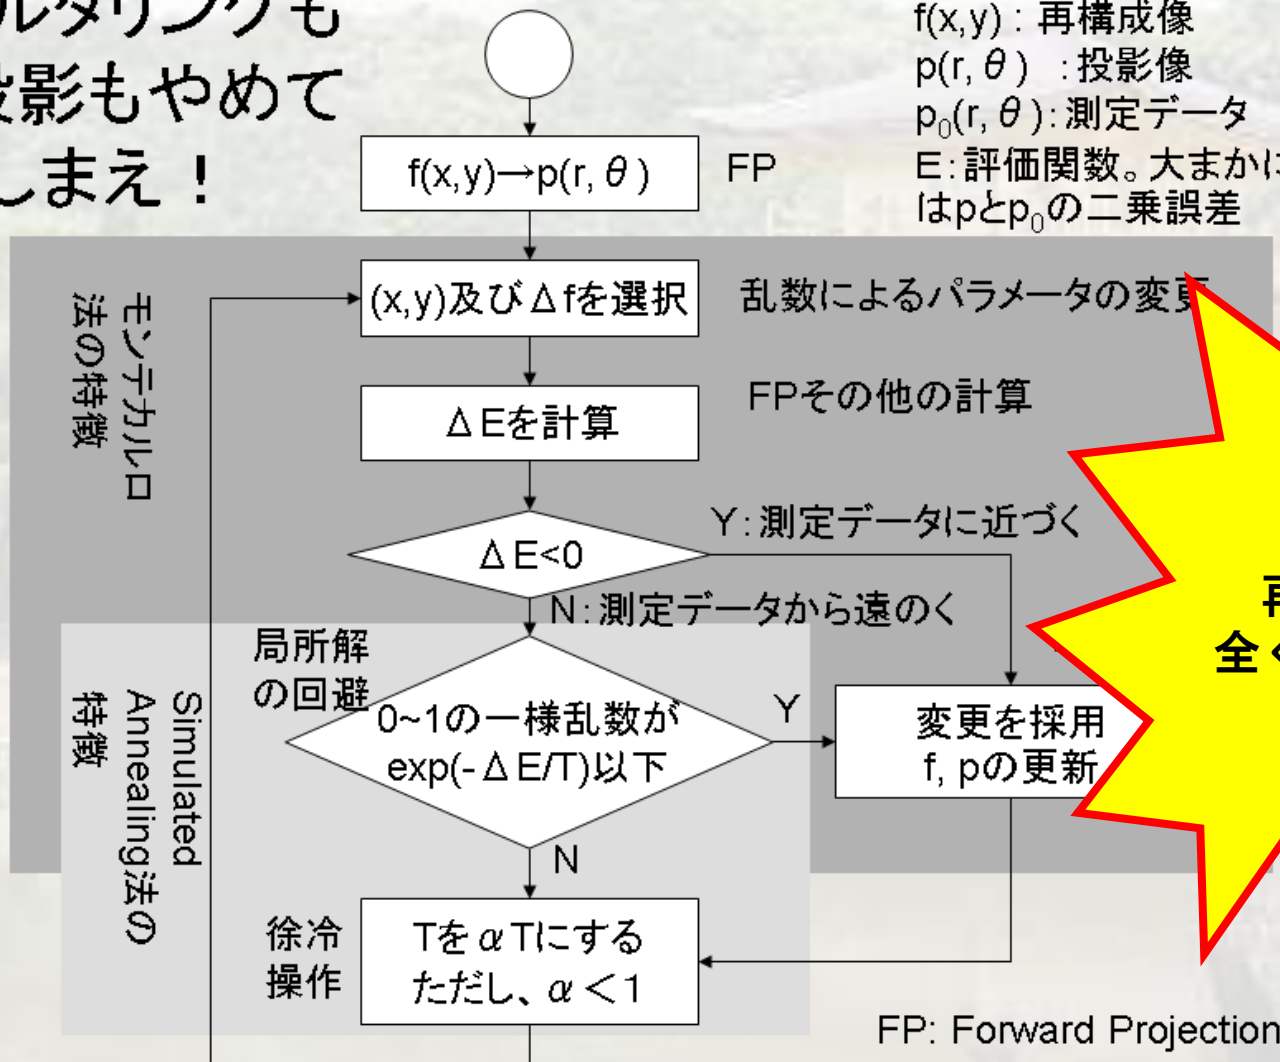 ルタリングも
投影もやめて
しまえ！
f(x,y)：再構成像
p(r,θ)：投影像
p₀(r,θ)：測定データ
E：評価関数。大まかに
はpとp₀の二乗誤差
f(x,y)→p(r,θ)
FP
モンテカルロ
法の特徴
(x,y)及びΔfを選択
乱数によるパラメータの変更
ΔEを計算
FPその他の計算
ΔE<0
Y：測定データに近づく
N：測定データから遠のく
局所解
の回避
Simulated
Annealing法の
特徴
0~1の一様乱数が
exp(-ΔE/T)以下
Y
変更を採用
f, pの更新
N
徐冷
操作
TをαTにする
ただし、α＜1
全く
FP: Forward Projection